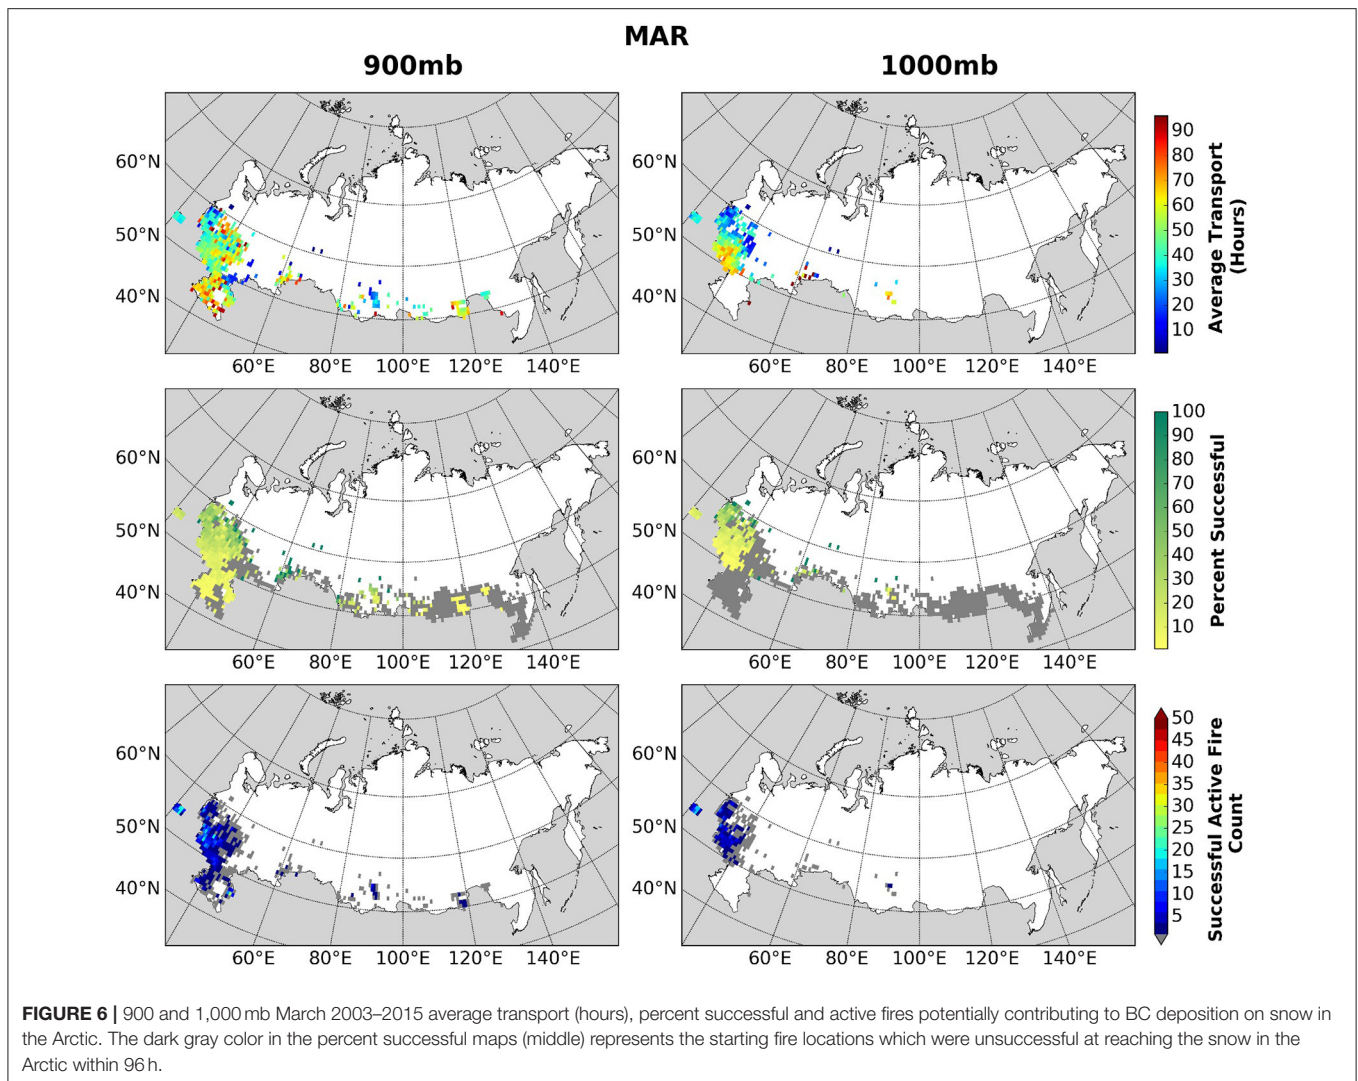 MAR
900mb
1000mb
60°N
50°N
40°N
60°E 80°E 100°E 120°E 140°E
60°N
50°N
40°N
60°E 80°E 100°E 120°E 140°E
90
80
70
60
50
40
30
20
10
Average Transport
(Hours)
60°N
50°N
40°N
60°E 80°E 100°E 120°E 140°E
60°N
50°N
40°N
60°E 80°E 100°E 120°E 140°E
100
90
80
70
60
50
40
30
20
10
Percent Successful
60°N
50°N
40°N
60°E 80°E 100°E 120°E 140°E
60°N
50°N
40°N
60°E 80°E 100°E 120°E 140°E
50
45
40
35
30
25
20
15
10
5
Successful Active Fire
Count
FIGURE 6 | 900 and 1,000 mb March 2003–2015 average transport (hours), percent successful and active fires potentially contributing to BC deposition on snow in
the Arctic. The dark gray color in the percent successful maps (middle) represents the starting fire locations which were unsuccessful at reaching the snow in the
Arctic within 96 h.